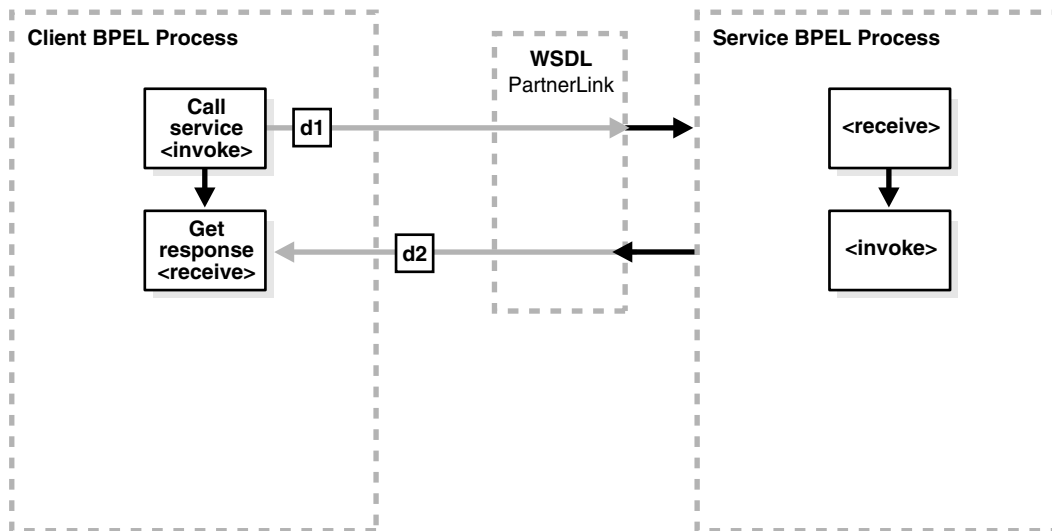 Client BPEL Process
Service BPEL Process
WSDL
PartnerLink
Call
service
<invoke>
d1
<receive>
Get
response
<receive>
d2
<invoke>